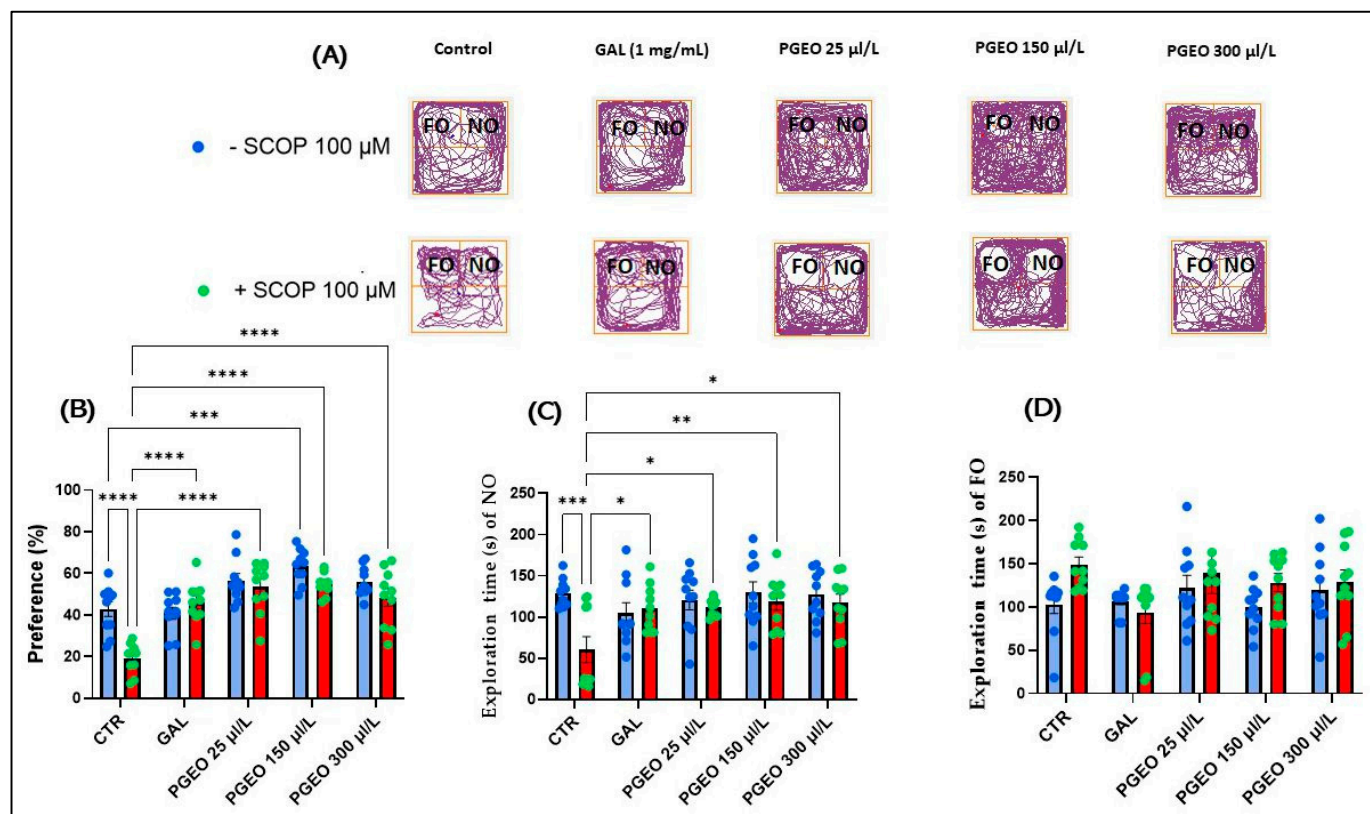 (A)
Control GAL (1 mg/mL) PGEO 25 µl/L PGEO 150 µl/L PGEO 300 µl/L
- SCOP 100 µM
FO NO FO NO FO NO FO NO FO NO
+ SCOP 100 µM
FO NO FO NO FO NO FO NO FO NO
(B)
****
****
***
****
**** ****
Preference (%)
100
80
60
40
20
0
CTR
GAL
PGEO 25 µl/L
PGEO 150 µl/L
PGEO 300 µl/L
(C)
*
**
*
*** *
Exploration time (s) of NO
250
200
150
100
50
0
CTR
GAL
PGEO 25 µl/L
PGEO 150 µl/L
PGEO 300 µl/L
(D)
Exploration time (s) of FO
250
200
150
100
50
0
CTR
GAL
PGEO 25 µl/L
PGEO 150 µl/L
PGEO 300 µl/L